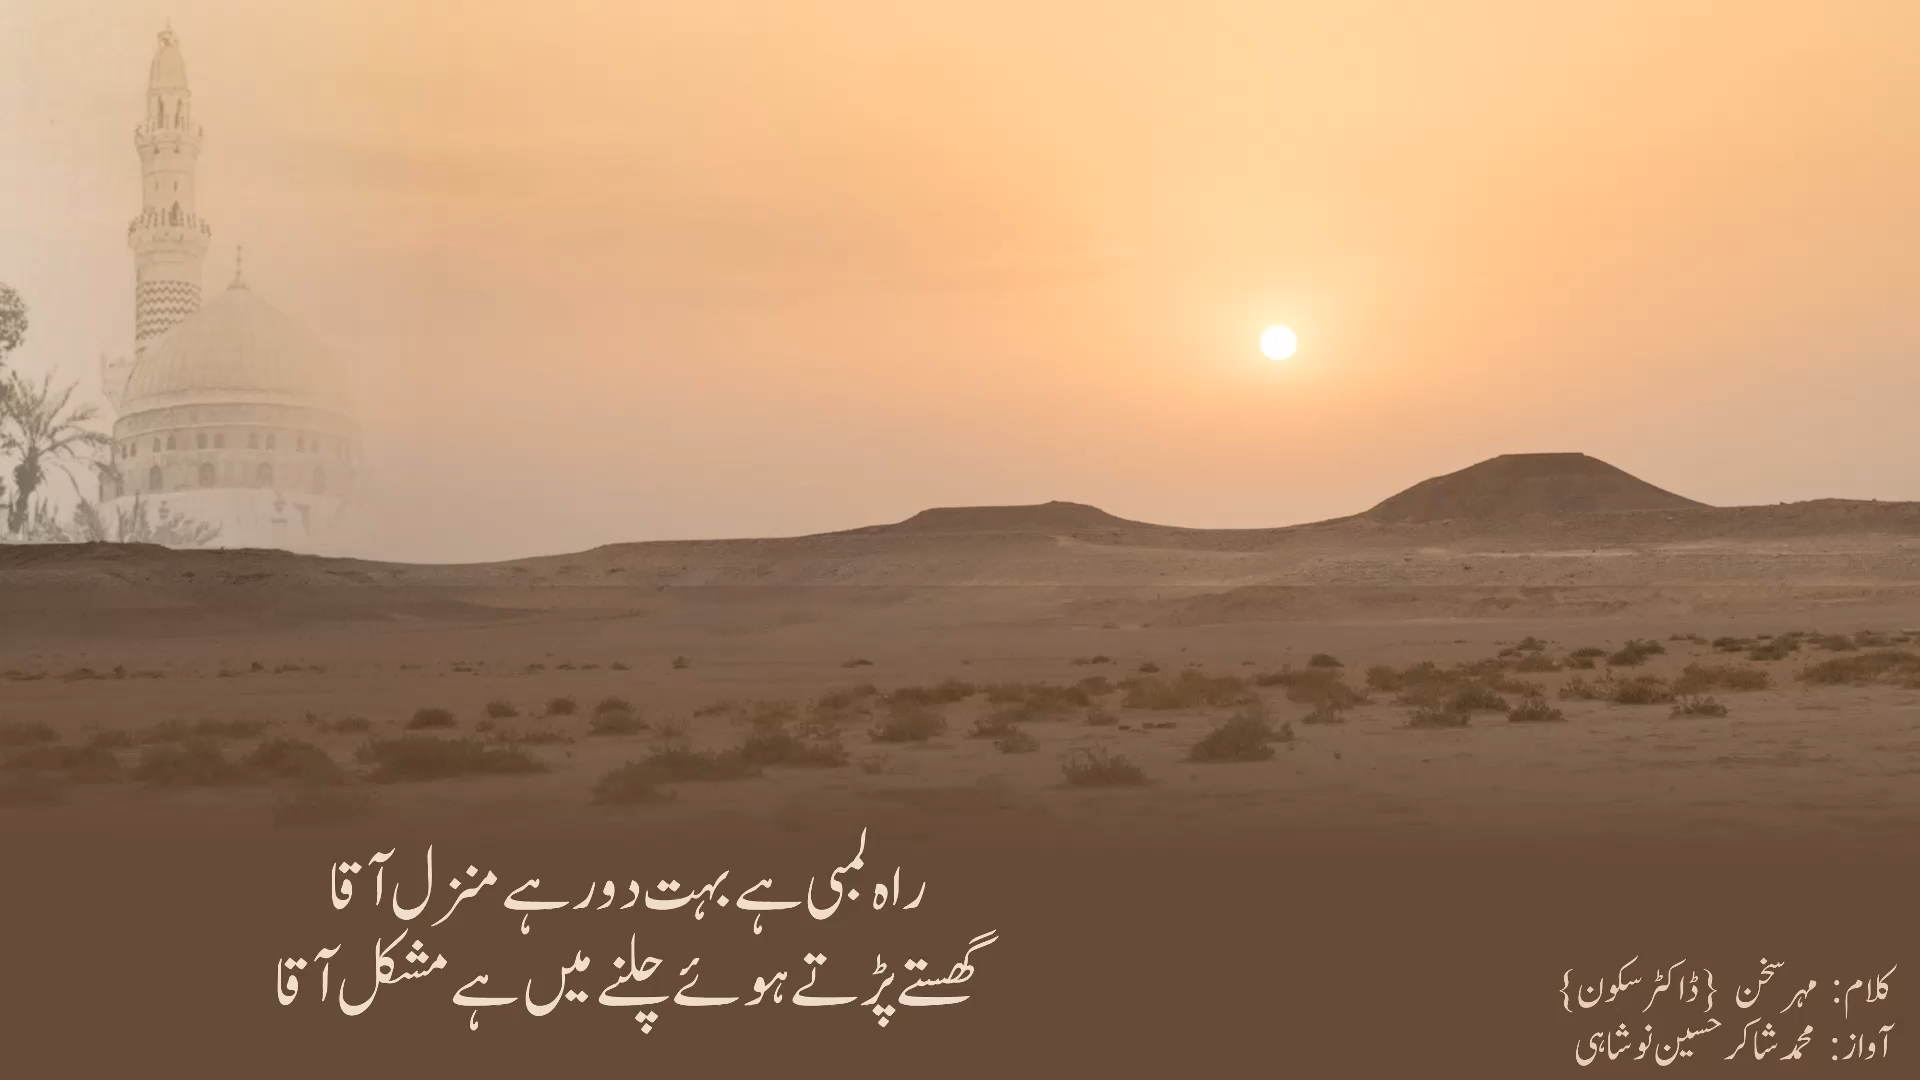 راہ لمبی ہے بہت دور ہے منزل آقا
گھستے پڑتے ہوئے چلنے میں ہے مشکل آقا
کلام: مہر سخن {ڈاکٹر سکون}
آواز: محمد شاکر حسین نوشاہی